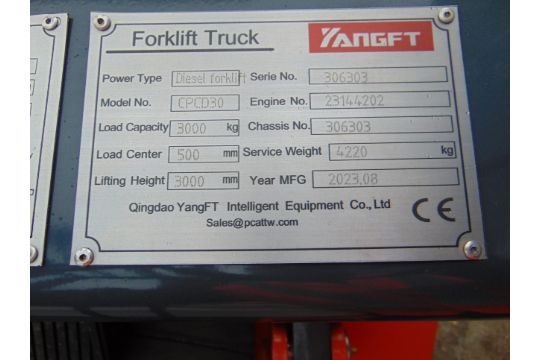 Forklift Truck YANGFT
Power Type Diesel forklift Serie No. 306303
Model No. CPCD30 Engine No. 23144202
Load Capacity 3000 kg Chassis No. 306303
Load Center 500 mm Service Weight 4220 kg
Lifting Height 3000 mm Year MFG 2023.08
Qingdao YangFT Intelligent Equipment Co.,Ltd
Sales@pcattw.com CE